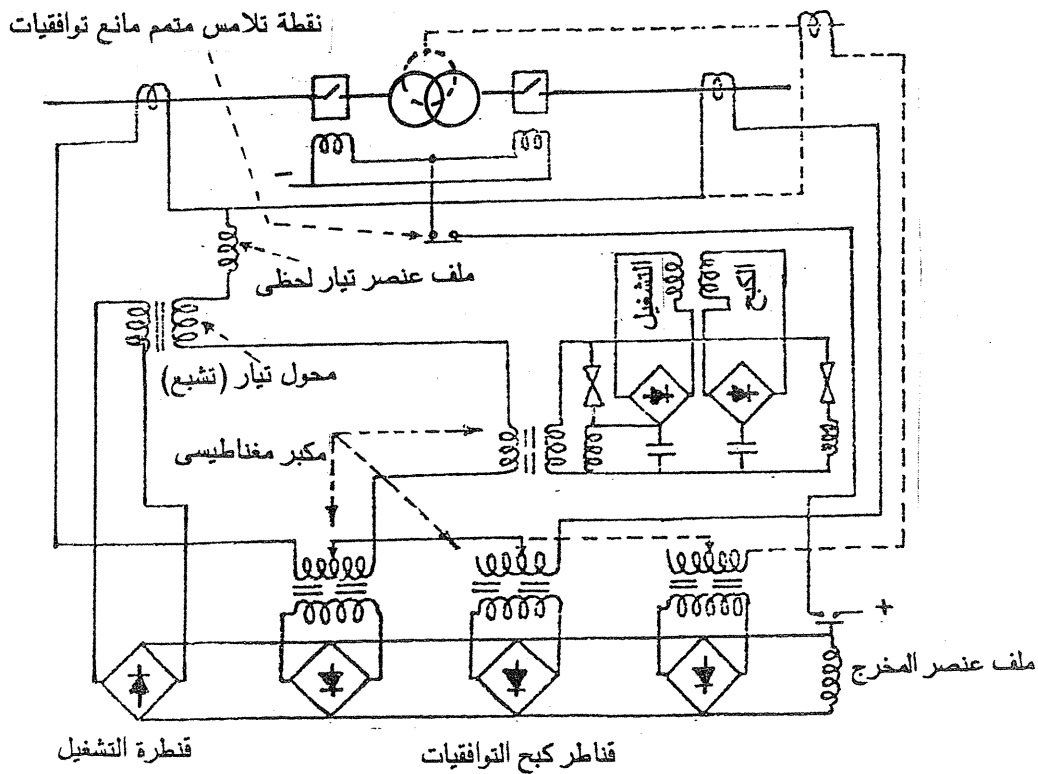 نقطة تلامس متمم مانع توافقيات
ملف عنصر تيار لحظى
التشغيل
الكبح
محول تيار (تشبع)
مكبر مغناطيسى
+
ملف عنصر المخرج
قنطرة التشغيل
قناطر كبح التوافقيات